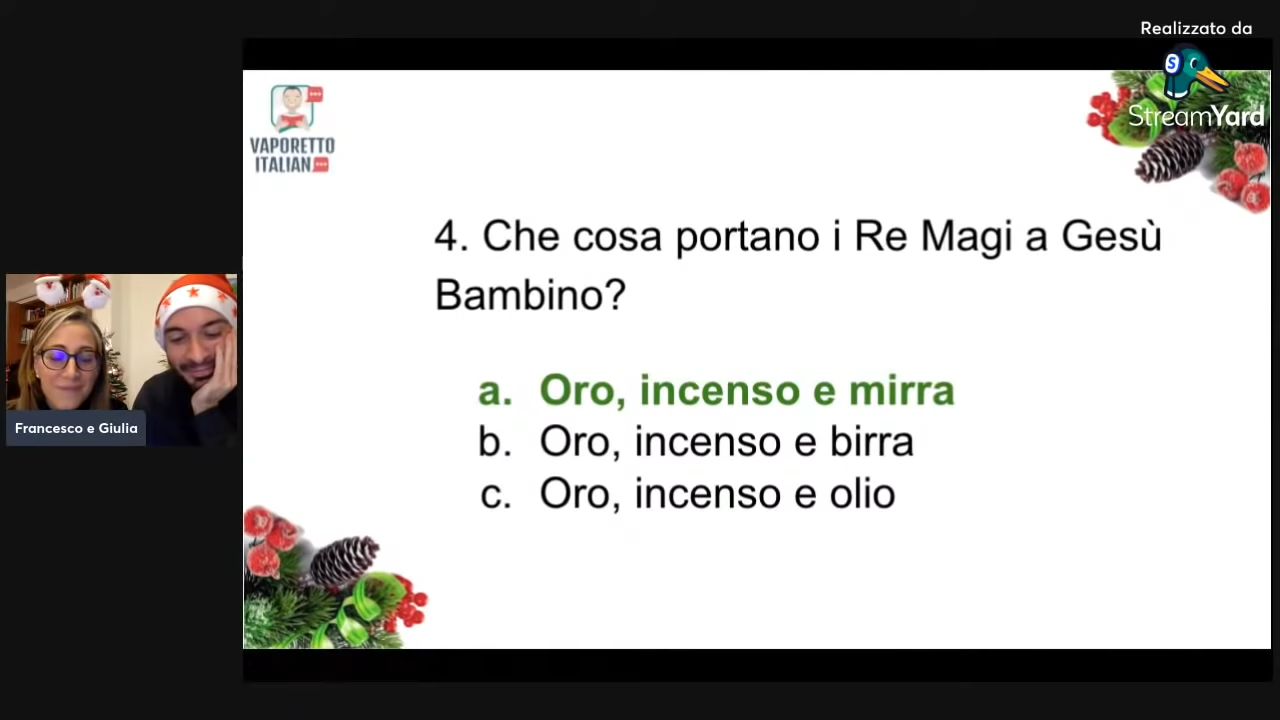 Realizzato da
StreamYard
VAPORETTO
ITALIAN
4. Che cosa portano i Re Magi a Gesù
Bambino?
a. Oro, incenso e mirra
b. Oro, incenso e birra
c. Oro, incenso e olio
Francesco e Giulia